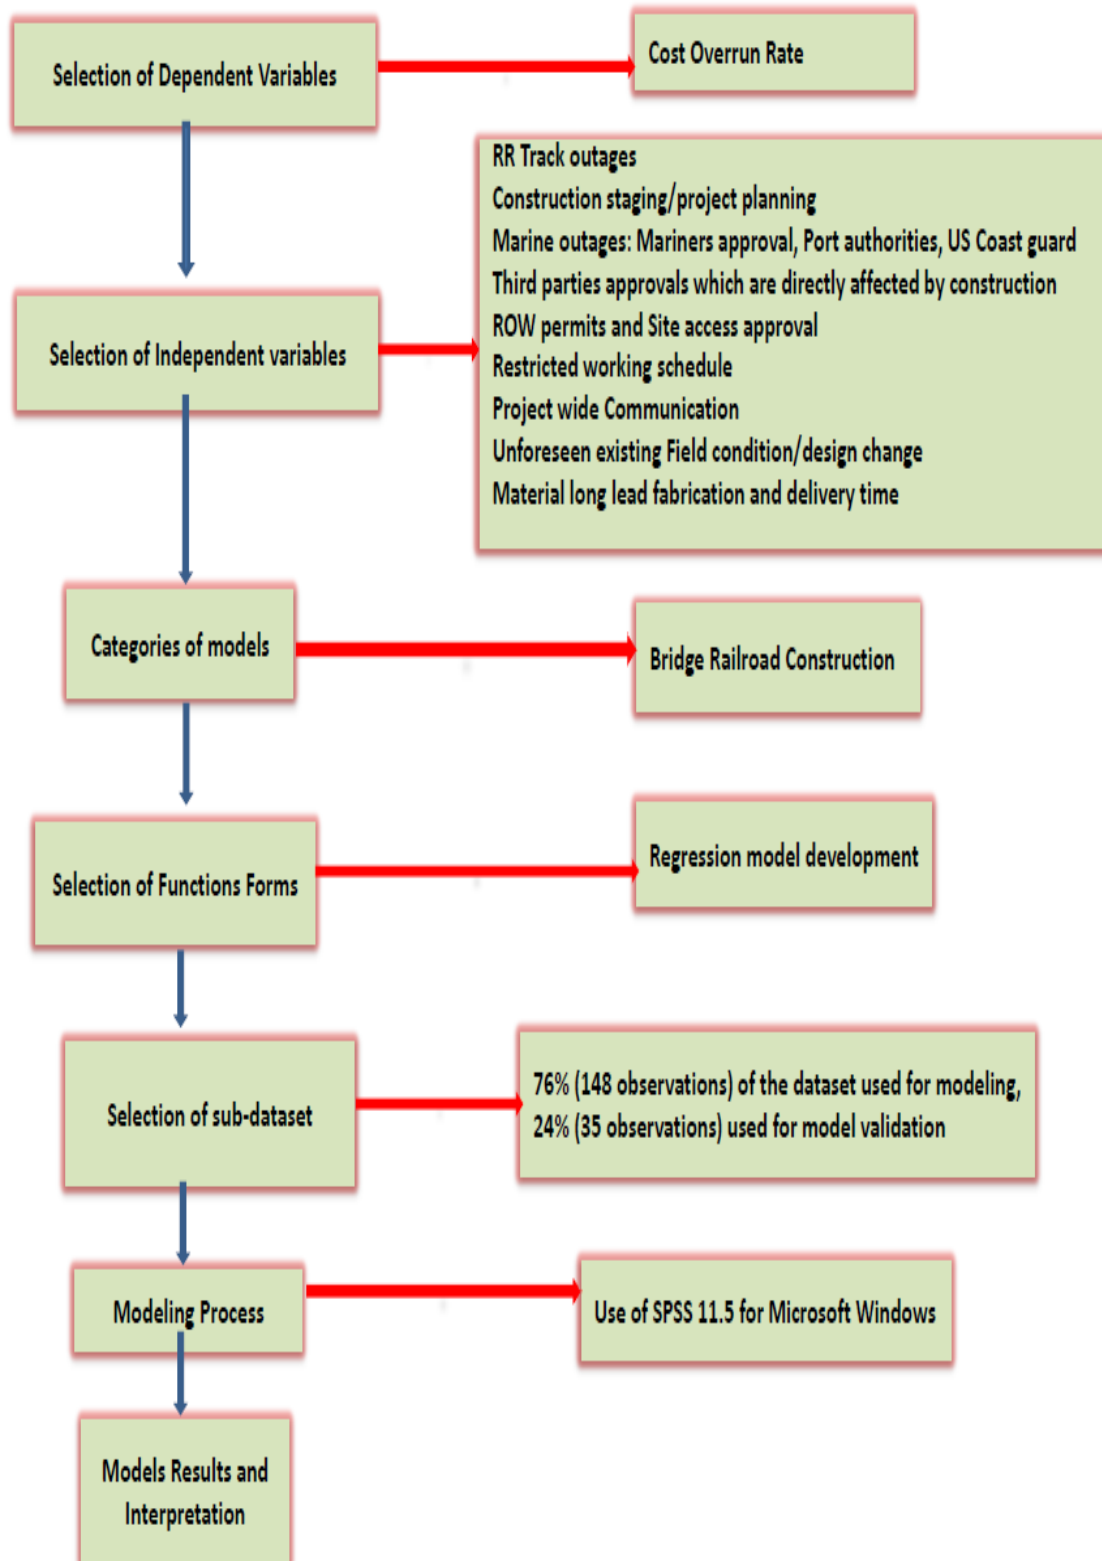 Selection of Dependent Variables
Cost Overrun Rate
RR Track outages
Construction staging/project planning
Marine outages: Mariners approval, Port authorities, US Coast guard
Third parties approvals which are directly affected by construction
ROW permits and Site access approval
Restricted working schedule
Project wide Communication
Unforeseen existing Field condition/design change
Material long lead fabrication and delivery time
Selection of Independent variables
Categories of models
Bridge Railroad Construction
Selection of Functions Forms
Regression model development
Selection of sub-dataset
76% (148 observations) of the dataset used for modeling,
24% (35 observations) used for model validation
Modeling Process
Use of SPSS 11.5 for Microsoft Windows
Models Results and
Interpretation